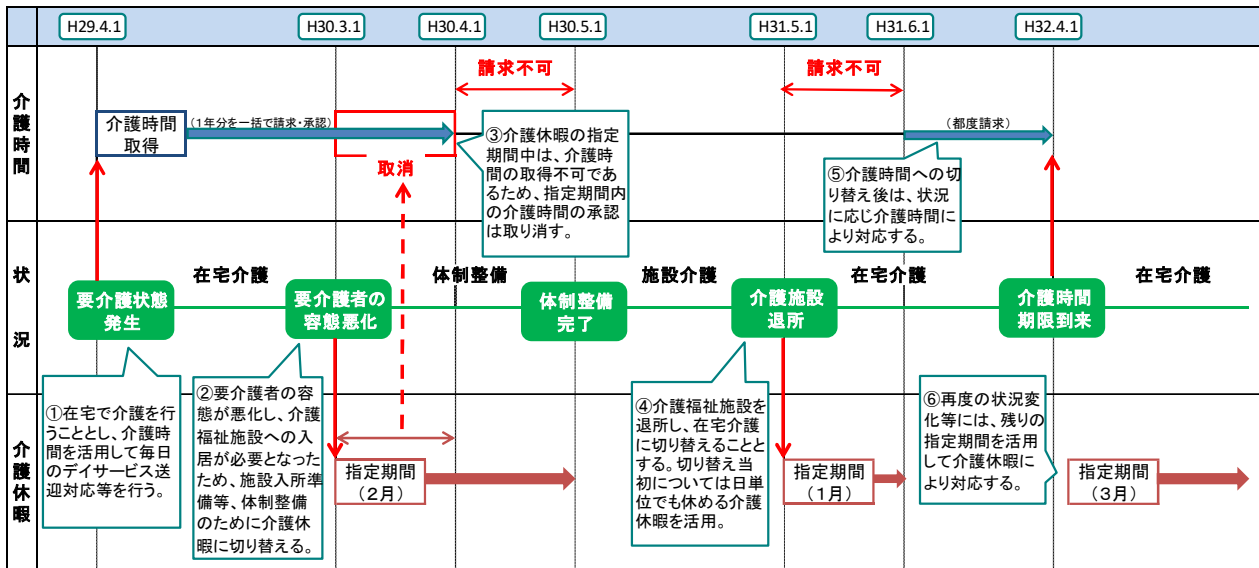 H29.4.1
H30.3.1
H30.4.1
H30.5.1
H31.5.1
H31.6.1
H32.4.1
介護時間
請求不可
請求不可
介護時間
取得
(1年分を一括で請求・承認)
取消
③介護休暇の指定
期間中は、介護時
間の取得不可であ
るため、指定期間内
の介護時間の承認
は取り消す。
(都度請求)
⑤介護時間への切
り替え後は、状況
に応じ介護時間に
より対応する。
状況
在宅介護
体制整備
施設介護
在宅介護
在宅介護
要介護状態
発生
要介護者の
容態悪化
体制整備
完了
介護施設
退所
介護時間
期限到来
介護休暇
①在宅で介護を行
うこととし、介護時
間を活用して毎日
のデイサービス送
迎対応等を行う。
②要介護者の容
態が悪化し、介護
福祉施設への入
居が必要となった
ため、施設入所準
備等、体制整備
のために介護休
暇に切り替える。
指定期間
(2月)
④介護福祉施設を
退所し、在宅介護
に切り替えることと
する。切り替え当
初については日単
位でも休める介護
休暇を活用。
指定期間
(1月)
⑥再度の状況変
化等には、残りの
指定期間を活用
して介護休暇に
より対応する。
指定期間
(3月)